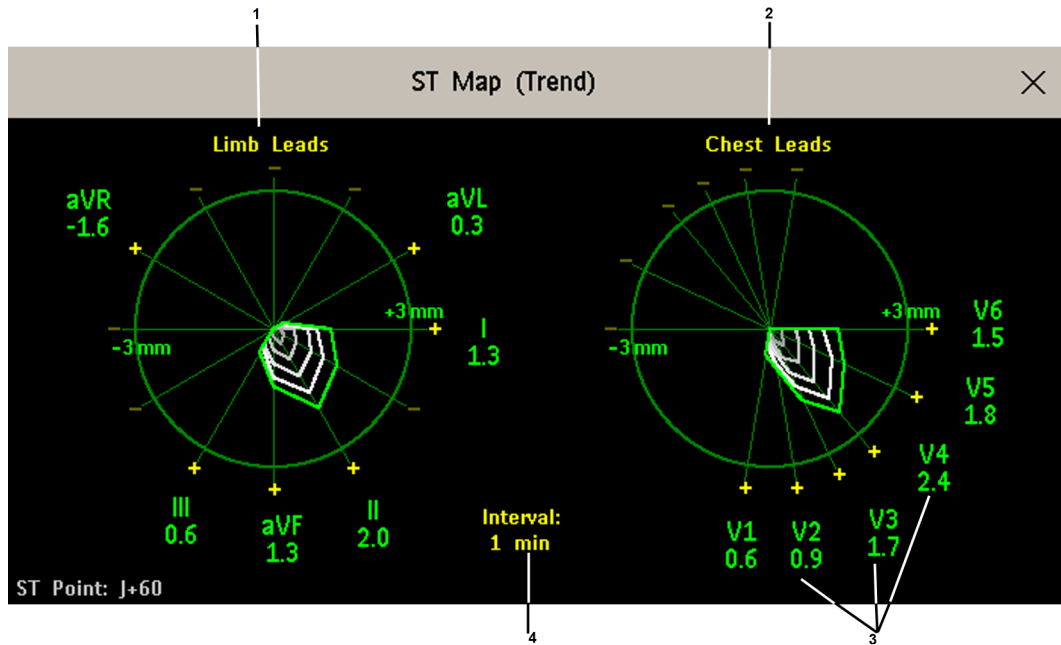 1
2
ST Map (Trend)
Limb Leads
Chest Leads
aVR
-1.6
aVL
0.3
+3 mm
-3 mm
I
1.3
+3 mm
-3 mm
V6
1.5
V5
1.8
V4
2.4
III
0.6
aVF
1.3
II
2.0
Interval:
1 min
V1
0.6
V2
0.9
V3
1.7
ST Point: J+60
4
3